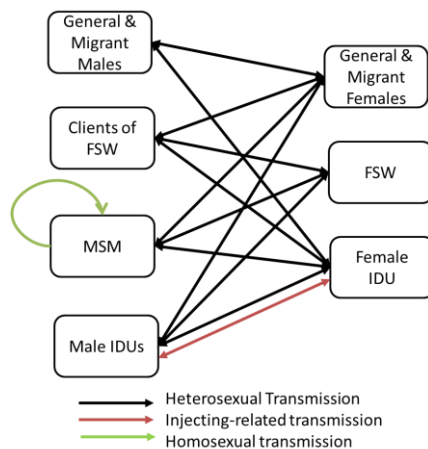 General &
Migrant
Males
General &
Migrant
Females
Clients of
FSW
FSW
MSM
Female
IDU
Male IDUs
Heterosexual Transmission
Injecting-related transmission
Homosexual transmission